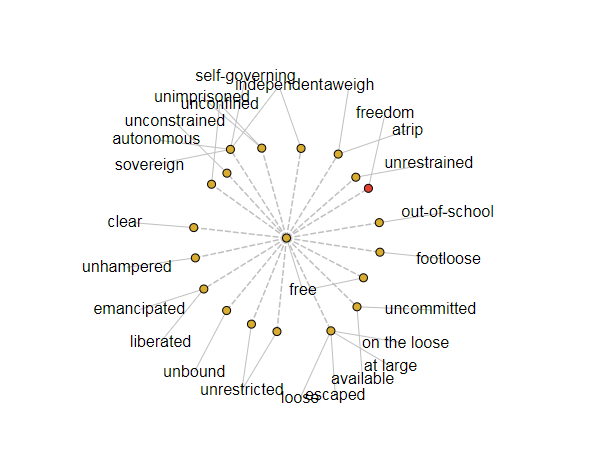 self-governing
independent
aweigh
unimprisoned
unconfined
freedom
unconstrained
atrip
autonomous
sovereign
unrestrained
out-of-school
clear
footloose
unhampered
free
emancipated
uncommitted
liberated
on the loose
at large
unbound
available
unrestricted
loose
escaped